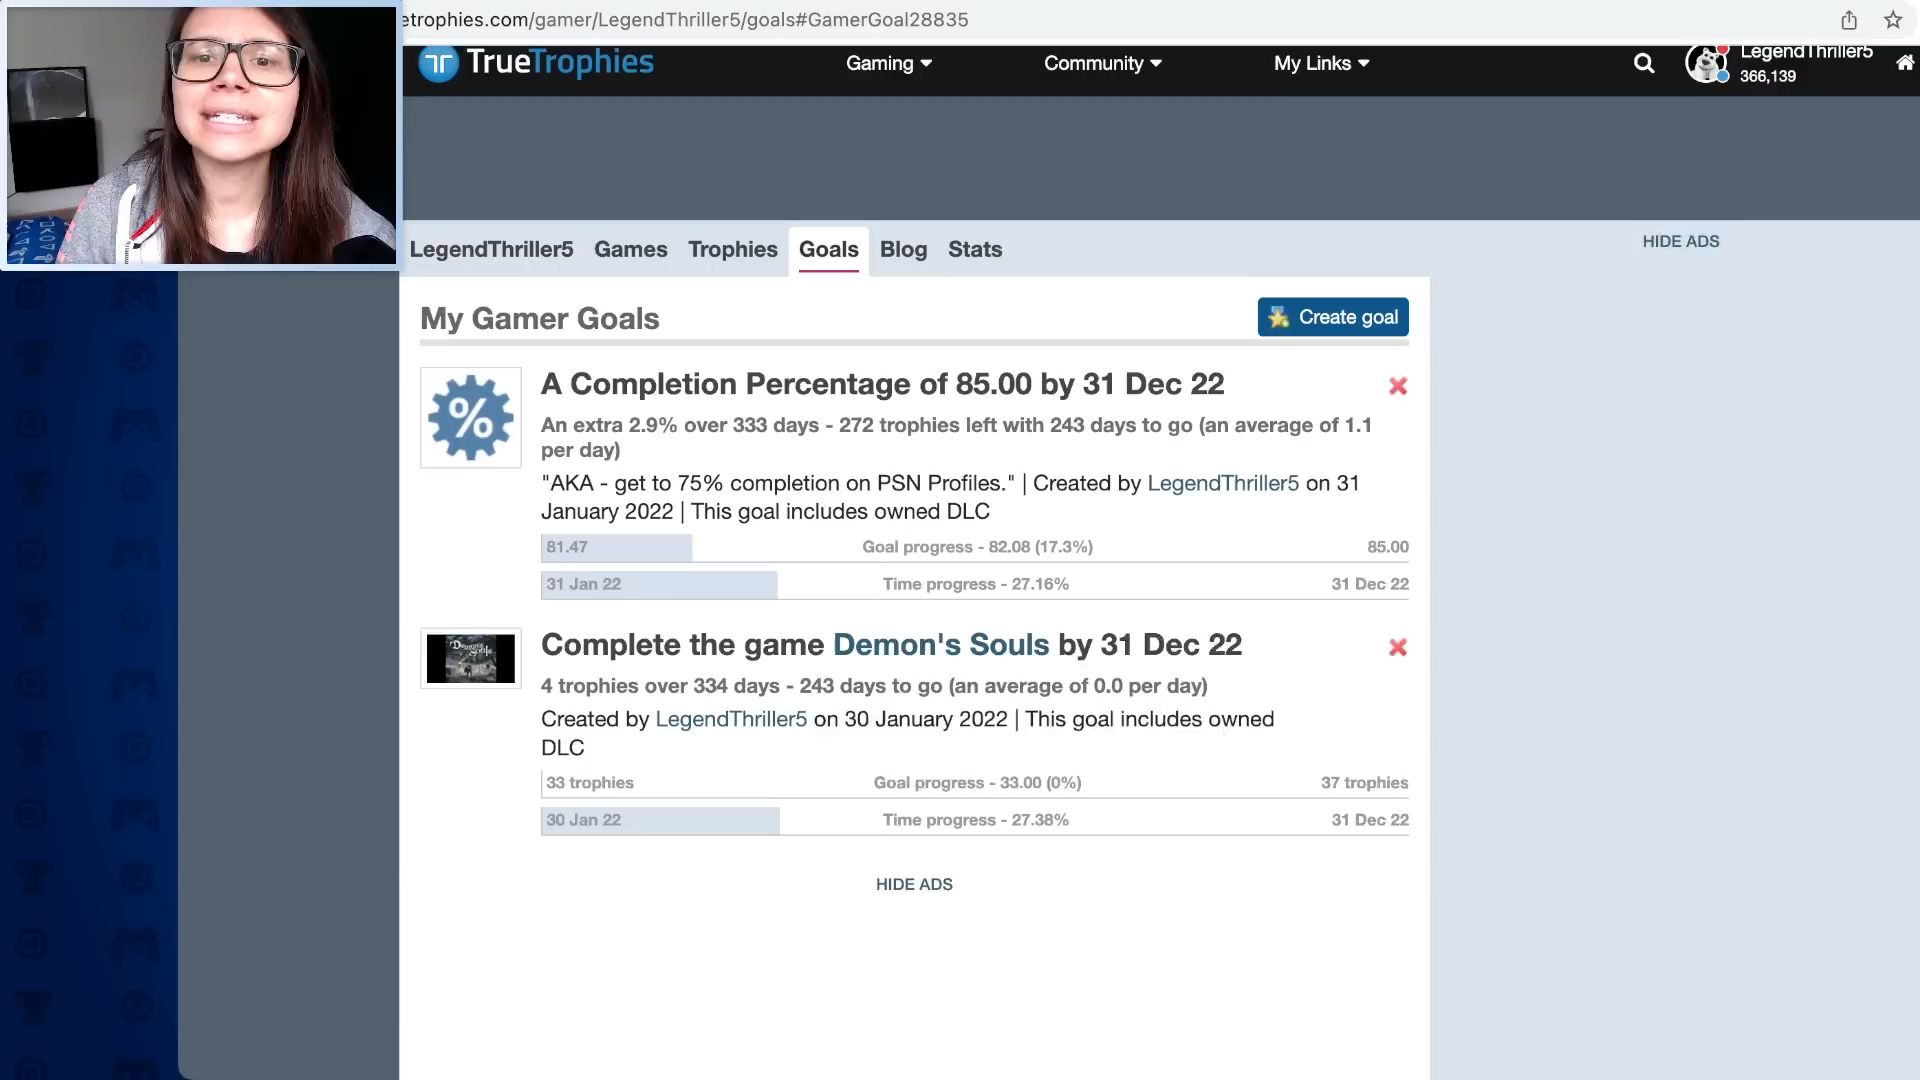 etrophies.com/gamer/LegendThriller5/goals#GamerGoal28835
TrueTrophies
Gaming
Community
My Links
LegendThriller5
366,139
LegendThriller5
Games
Trophies
Goals
Blog
Stats
HIDE ADS
My Gamer Goals
Create goal
%
A Completion Percentage of 85.00 by 31 Dec 22
An extra 2.9% over 333 days - 272 trophies left with 243 days to go (an average of 1.1
per day)
"AKA - get to 75% completion on PSN Profiles." | Created by LegendThriller5 on 31
January 2022 | This goal includes owned DLC
81.47 Goal progress - 82.08 (17.3%) 85.00
31 Jan 22 Time progress - 27.16% 31 Dec 22
Demon's Souls
Complete the game Demon's Souls by 31 Dec 22
4 trophies over 334 days - 243 days to go (an average of 0.0 per day)
Created by LegendThriller5 on 30 January 2022 | This goal includes owned
DLC
33 trophies Goal progress - 33.00 (0%) 37 trophies
30 Jan 22 Time progress - 27.38% 31 Dec 22
HIDE ADS